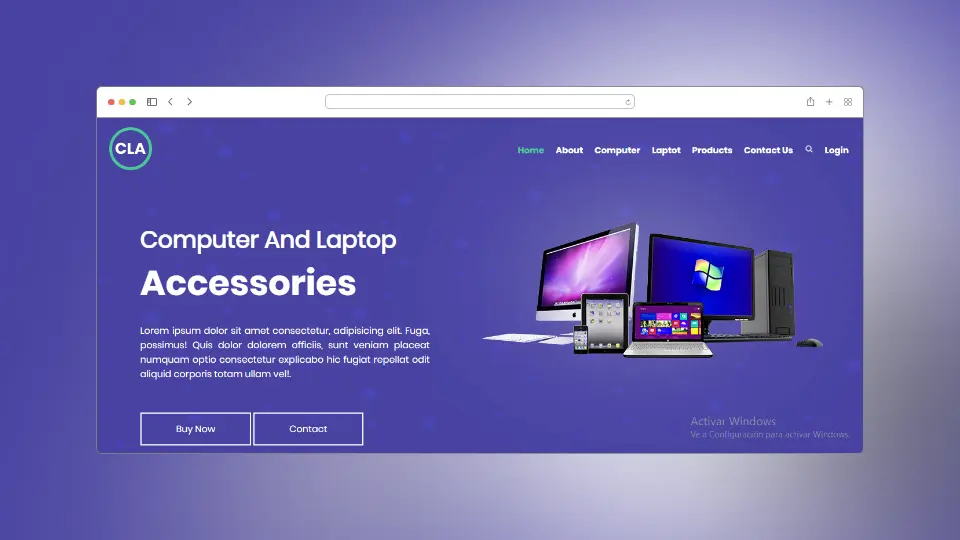 CLA
Home About Computer Laptot Products Contact Us Login
Computer And Laptop
Accessories
Lorem ipsum dolor sit amet consectetur, adipisicing elit. Fuga,
possimus! Quis dolor dolorem officiis, sunt veniam placeat
numquam optio consectetur explicabo hic fugiat repellat odit
aliquid corporis totam ullam vel!.
Buy Now Contact
Activar Windows
Ve a Configuración para activar Windows.